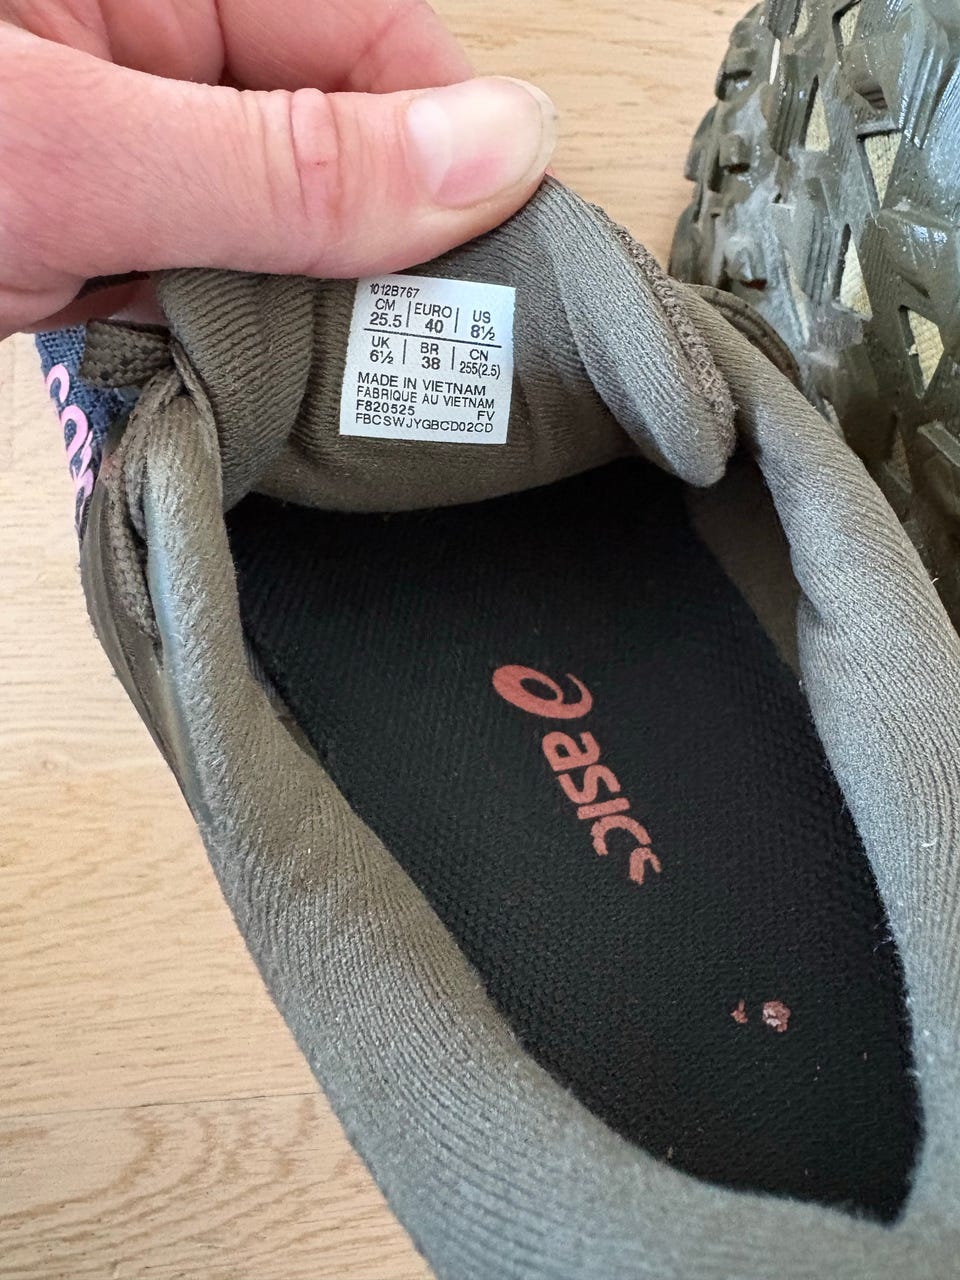 1012B767
CM EURO US
25.5 40 8½
UK BR CN
6½ 38 255(2.5)
MADE IN VIETNAM
FABRIQUE AU VIETNAM
F820525 FV
FBCSWJYGBCD02CD
asics